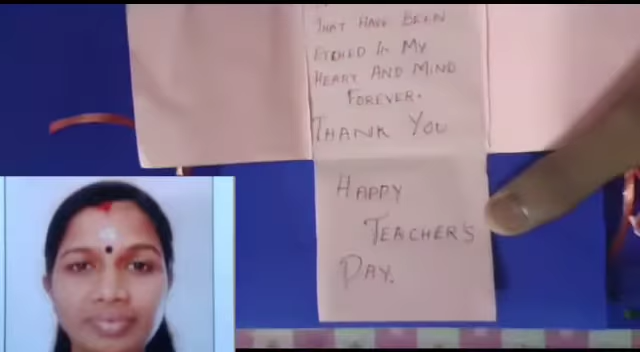 THAT HAVE BEEN
ETCHED IN MY
HEART AND MIND
FOREVER.
THANK YOU
HAPPY
TEACHER'S
DAY.